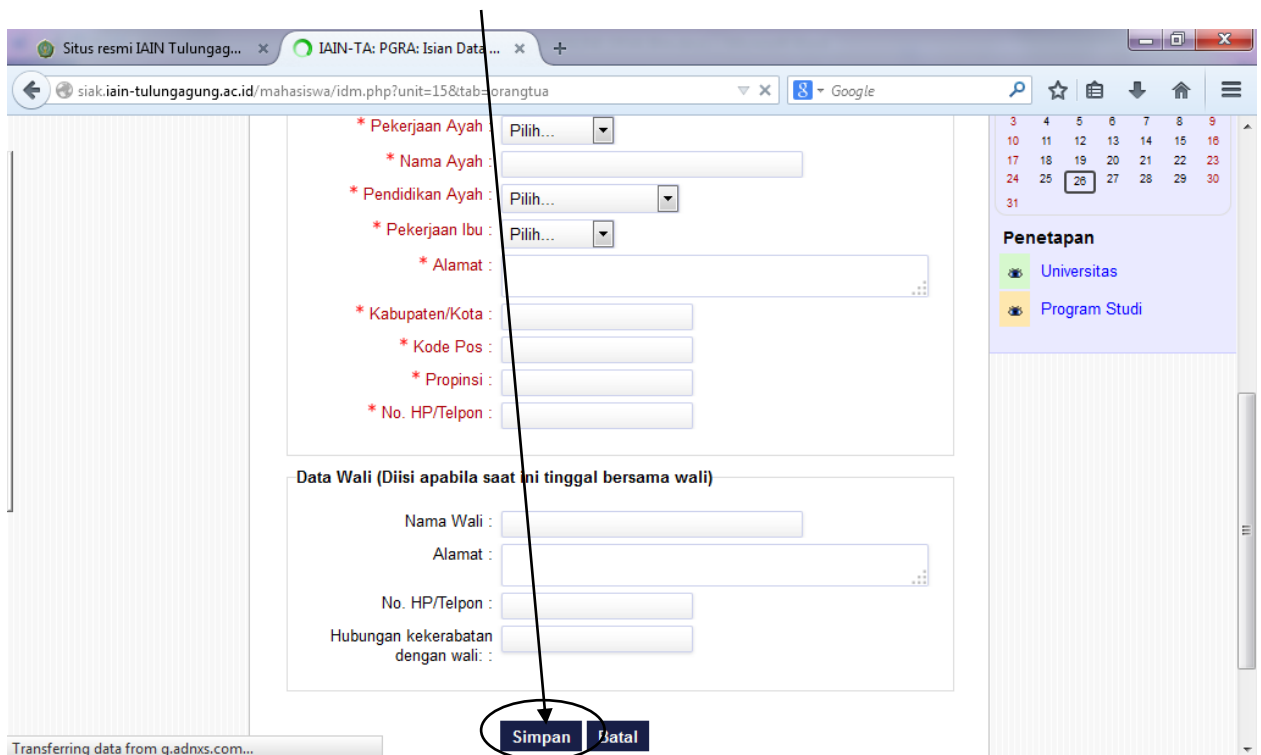 Situs resmi IAIN Tulungag... ×
IAIN-TA: PGRA: Isian Data ... × +
siak.iain-tulungagung.ac.id/mahasiswa/idm.php?unit=15&tab=orangtua
8 Google
* Pekerjaan Ayah : Pilih...
* Nama Ayah :
* Pendidikan Ayah : Pilih...
* Pekerjaan Ibu : Pilih...
* Alamat :
* Kabupaten/Kota :
* Kode Pos :
* Propinsi :
* No. HP/Telpon :
Data Wali (Diisi apabila saat ini tinggal bersama wali)
Nama Wali :
Alamat :
No. HP/Telpon :
Hubungan kekerabatan
dengan wali: :
Simpan Batal
3 4 5 6 7 8 9
10 11 12 13 14 15 16
17 18 19 20 21 22 23
24 25 26 27 28 29 30
31
Penetapan
Universitas
Program Studi
Transferring data from g.adnxs.com...